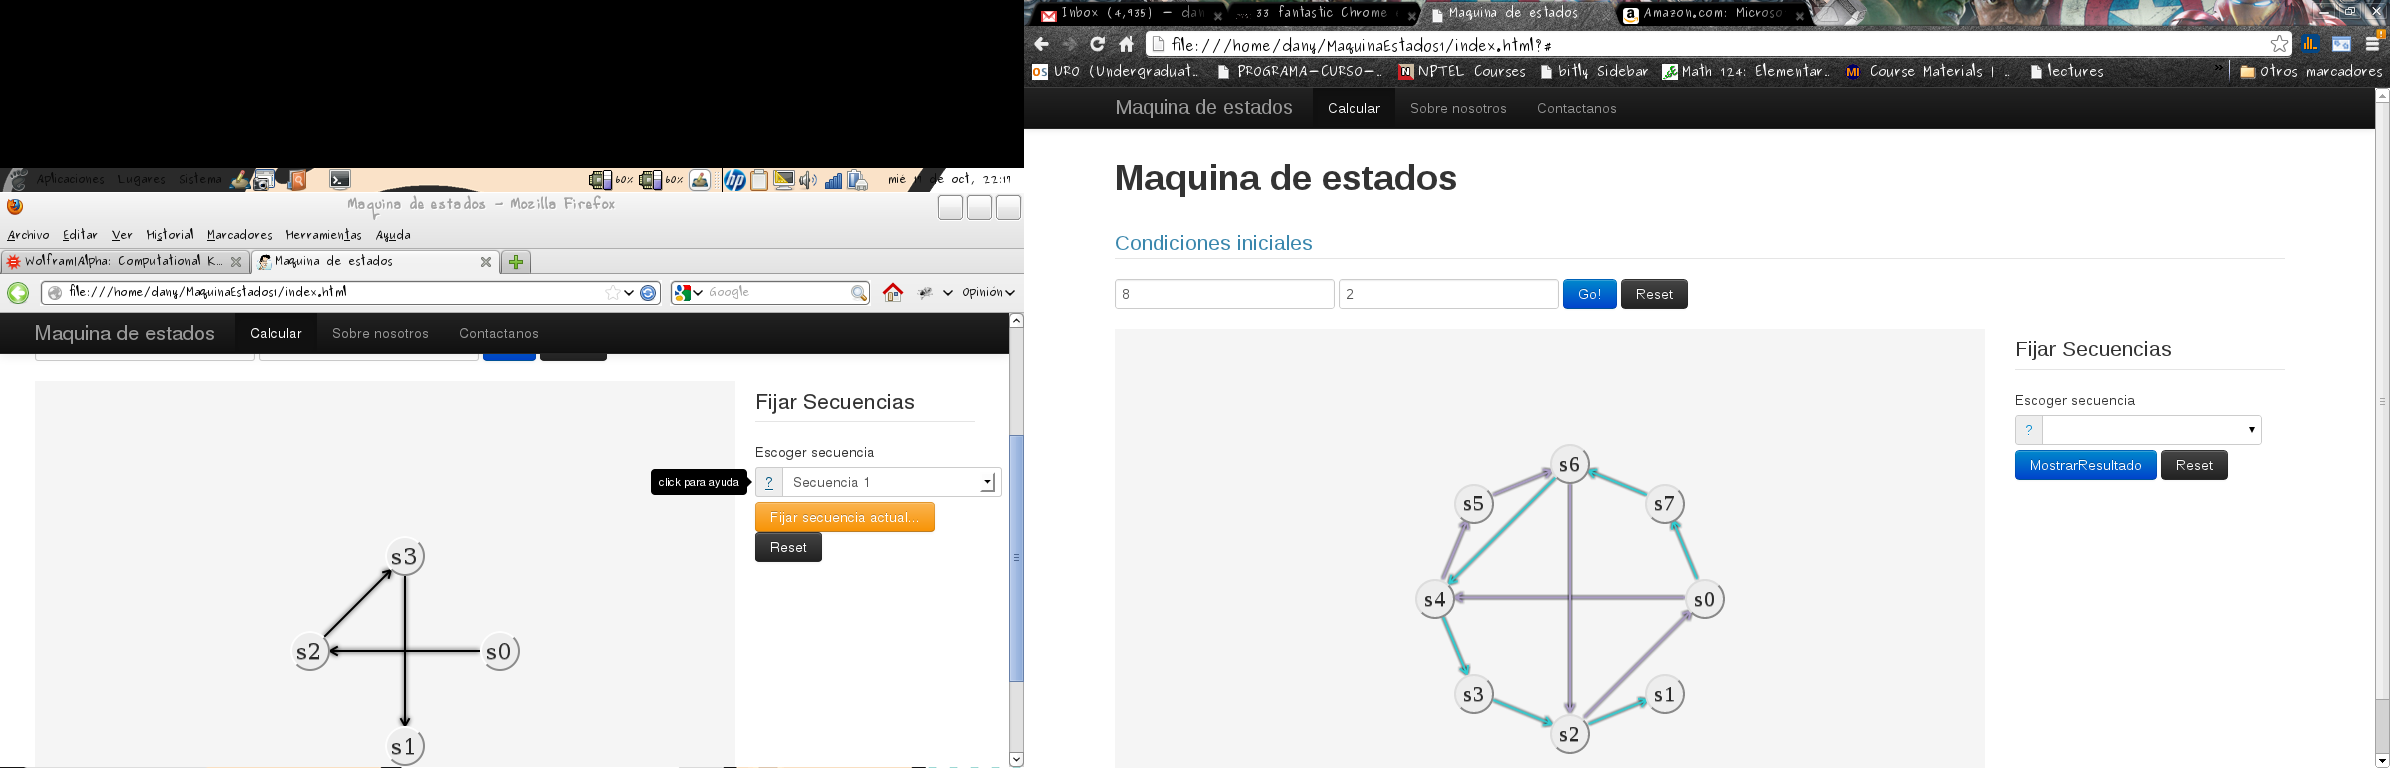 Aplicaciones Lugares Sistema 60% 60% mié de oct, 22:19
Maquina de estados - Mozilla Firefox
Archivo Editar Ver Historial Marcadores Herramientas Ayuda
Wolfram|Alpha: Computational K... Maquina de estados
file:///home/dany/MaquinaEstados1/index.html Google Opinión
Maquina de estados Calcular Sobre nosotros Contactanos
Fijar Secuencias
Escoger secuencia
click para ayuda ? Secuencia 1
Fijar secuencia actual...
Reset
s3
s2 s0
s1
Inbox (4,935) - dan 33 fantastic Chrome Maquina de estados Amazon.com: Microso
file:///home/dany/MaquinaEstados1/index.html?#
URO (Undergraduat... PROGRAMA-CURSO-... NPTEL Courses bitly Sidebar Math 124: Elementar... Course Materials | ... lectures » Otros marcadores
Maquina de estados Calcular Sobre nosotros Contactanos
Maquina de estados
Condiciones iniciales
8 2 Go! Reset
Fijar Secuencias
Escoger secuencia
?
MostrarResultado Reset
s6
s5 s7
s4 s0
s3 s1
s2